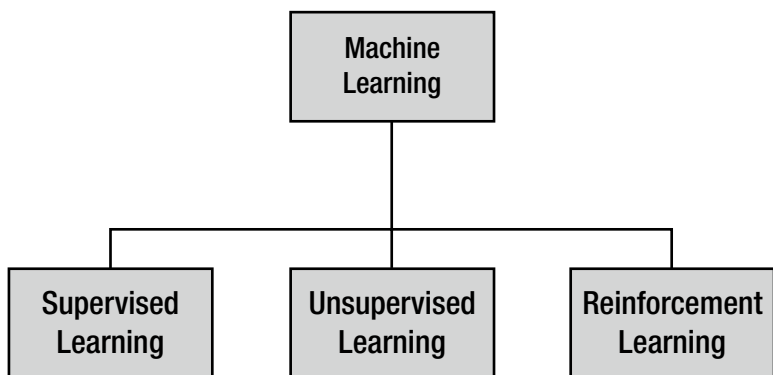 Machine
Learning
Supervised
Learning
Unsupervised
Learning
Reinforcement
Learning